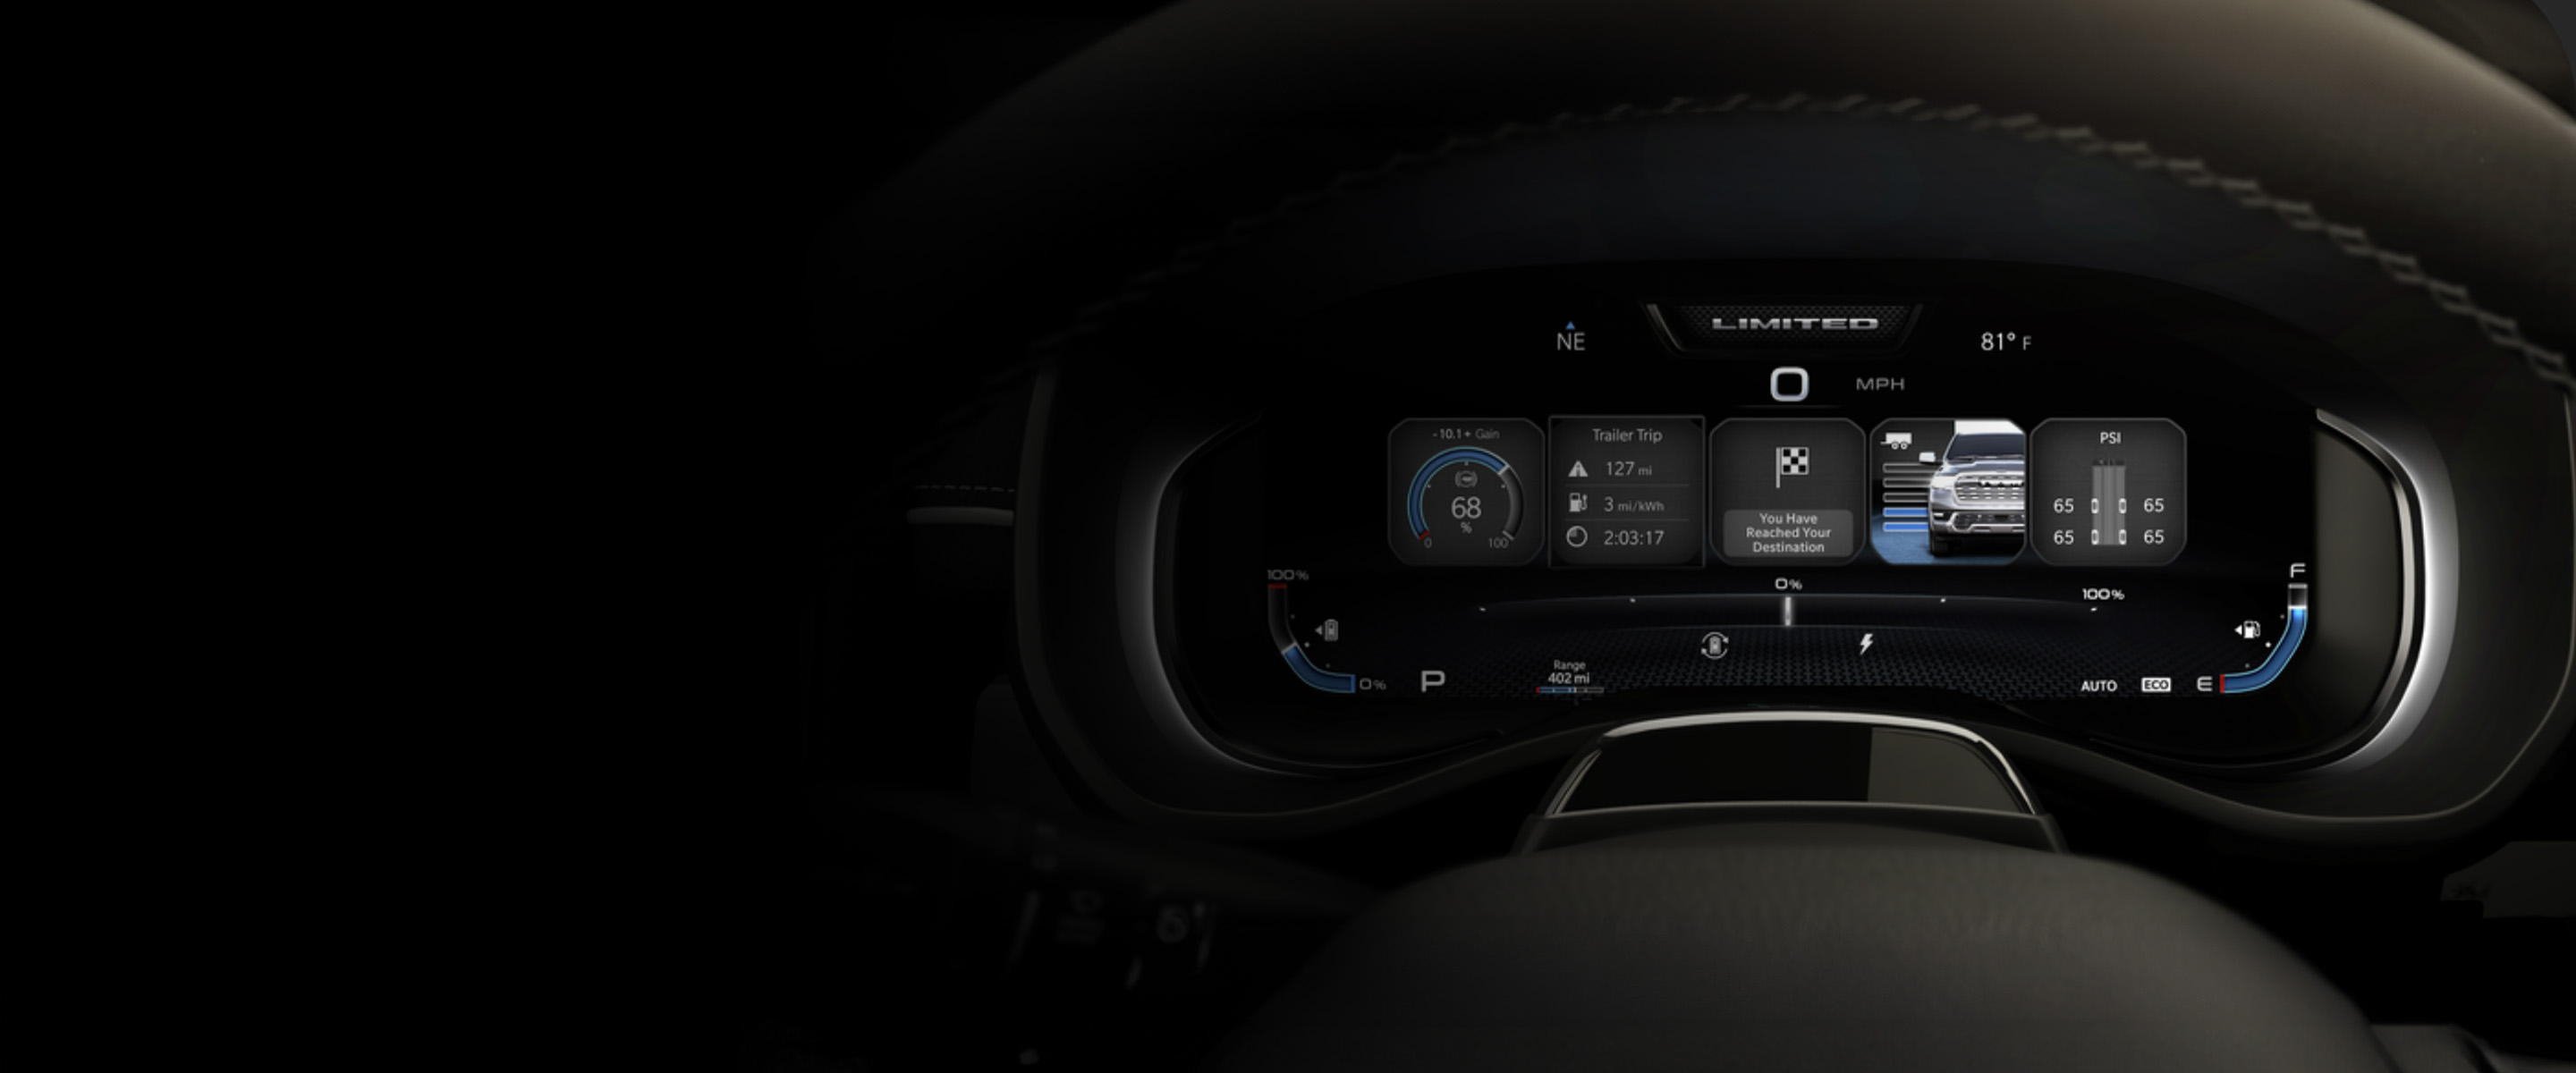 LIMITED
NE
81° F
0 MPH
- 10.1 + Gain
68
%
0 100
Trailer Trip
127 mi
3 mi/kWh
2:03:17
You Have
Reached Your
Destination
PSI
65 65
65 65
100%
0%
0%
100%
F
P
Range
402 mi
AUTO
ECO
E